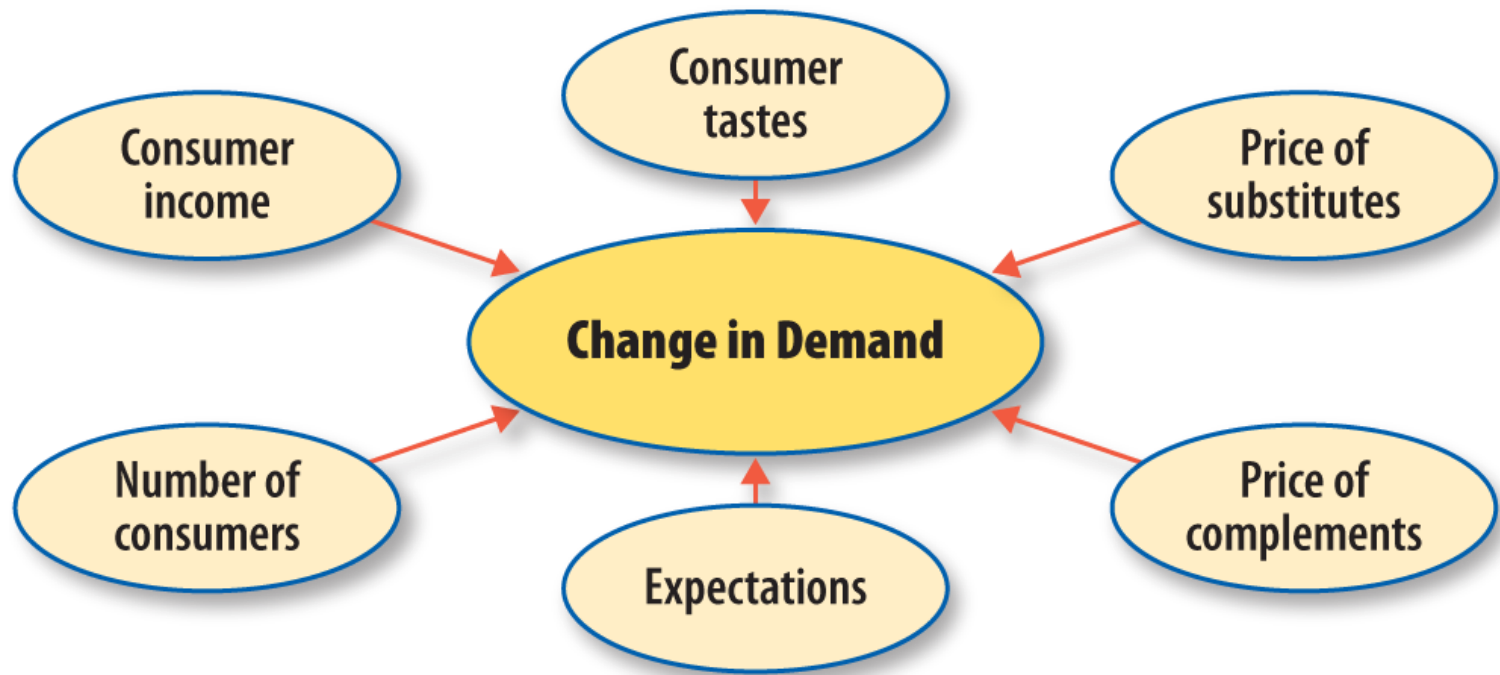 Consumer
tastes
Consumer
income
Price of
substitutes
Change in Demand
Number of
consumers
Price of
complements
Expectations